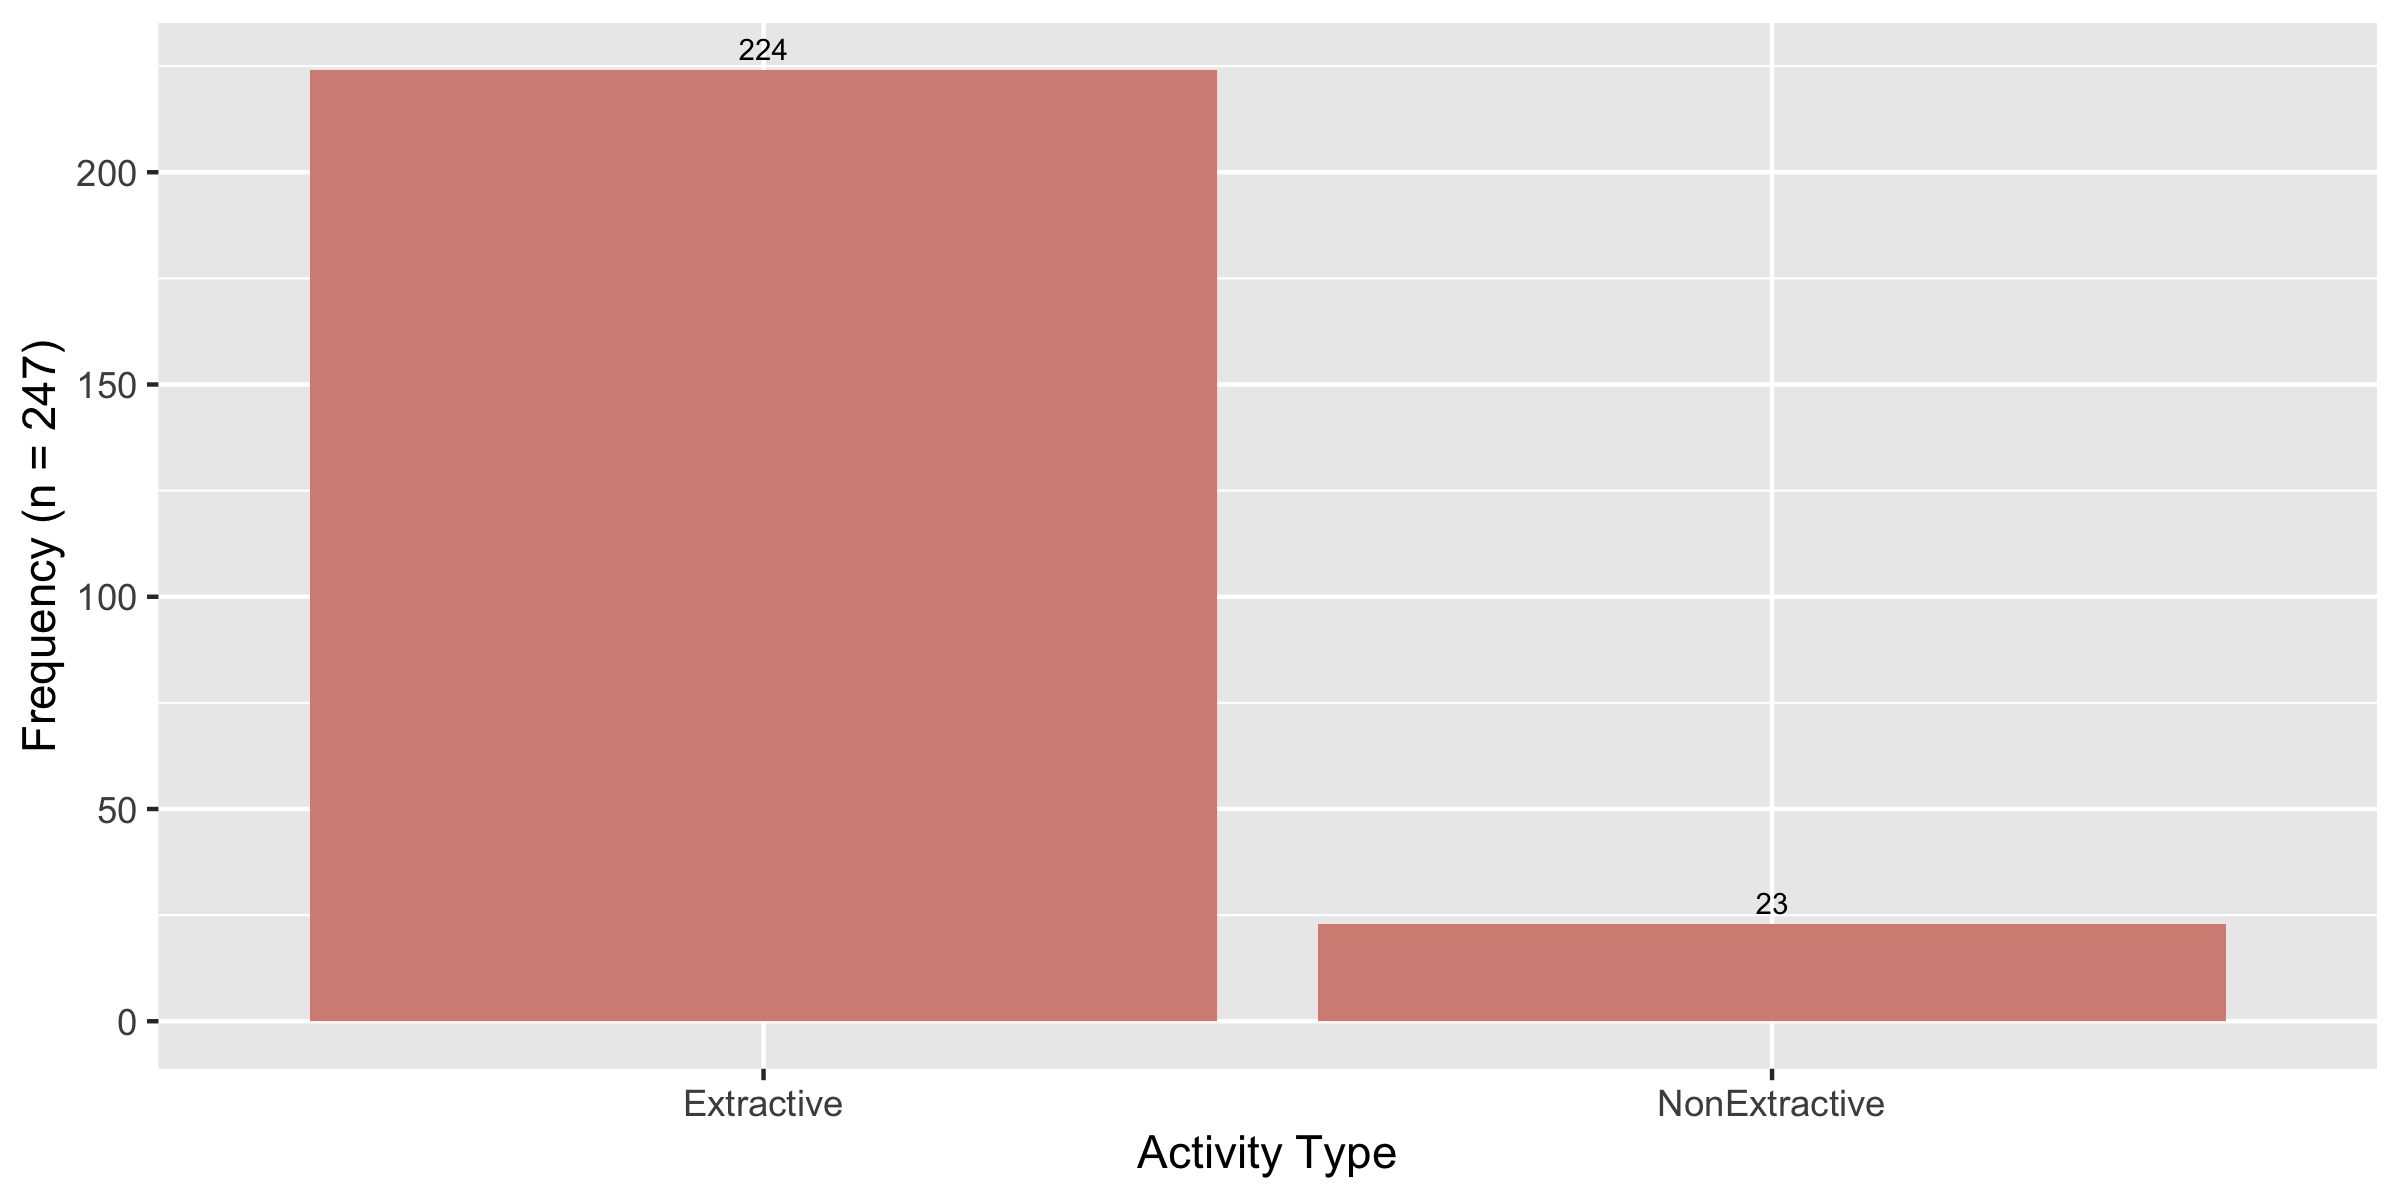 224
200
150
100
50
0
23
Frequency (n = 247)
Extractive
NonExtractive
Activity Type